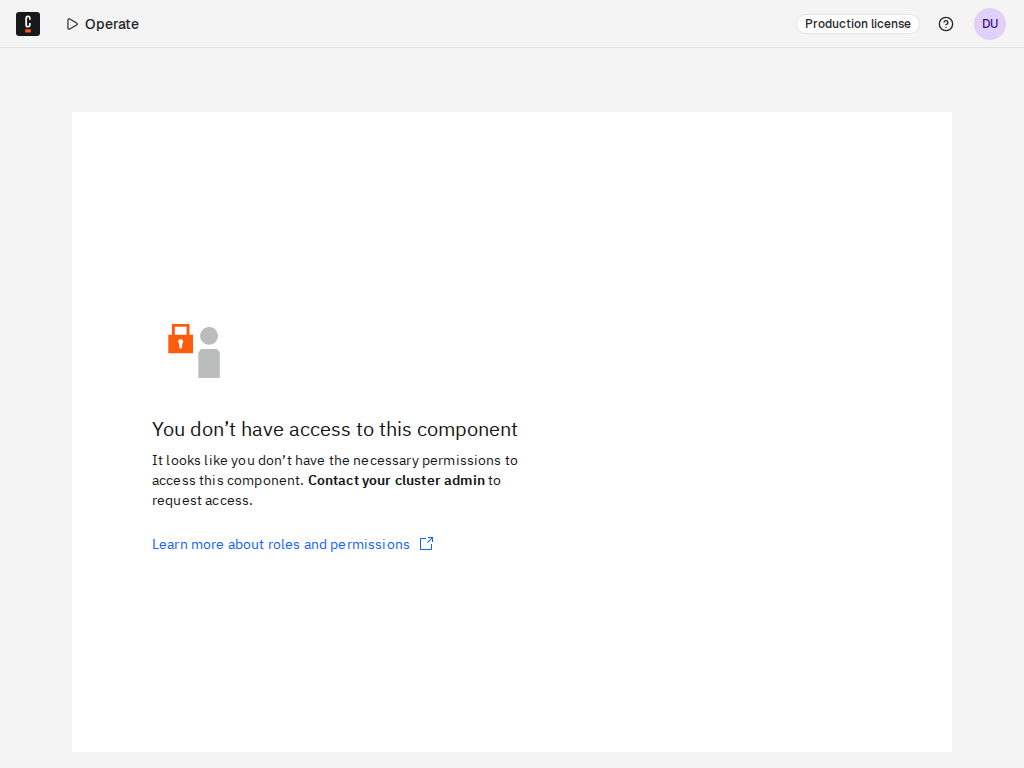 Operate
Production license
DU
You don’t have access to this component
It looks like you don’t have the necessary permissions to
access this component. Contact your cluster admin to
request access.
Learn more about roles and permissions